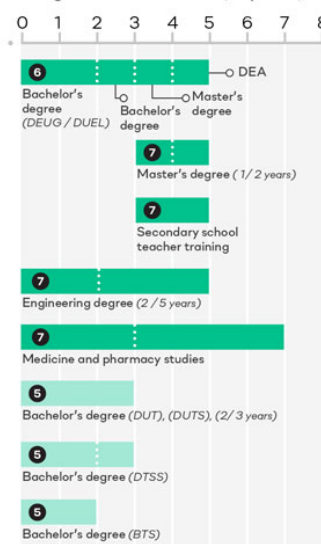 0 1 2 3 4 5 6 7 8
6
DEA
Bachelor's
degree
(DEUG / DUEL)
Bachelor's
degree
Master's
degree
7
Master's degree (1/2 years)
7
Secondary school
teacher training
7
Engineering degree (2/5 years)
7
Medicine and pharmacy studies
5
Bachelor's degree (DUT), (DUTS), (2/3 years)
5
Bachelor's degree (DTSS)
5
Bachelor's degree (BTS)